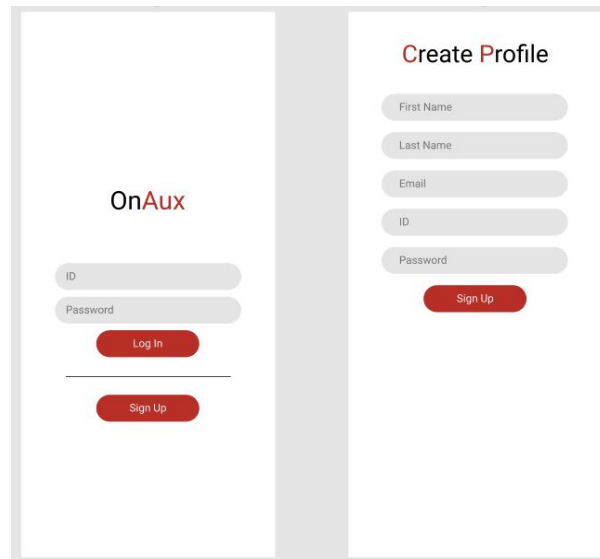 OnAux
ID
Password
Log In
Sign Up
Create Profile
First Name
Last Name
Email
ID
Password
Sign Up